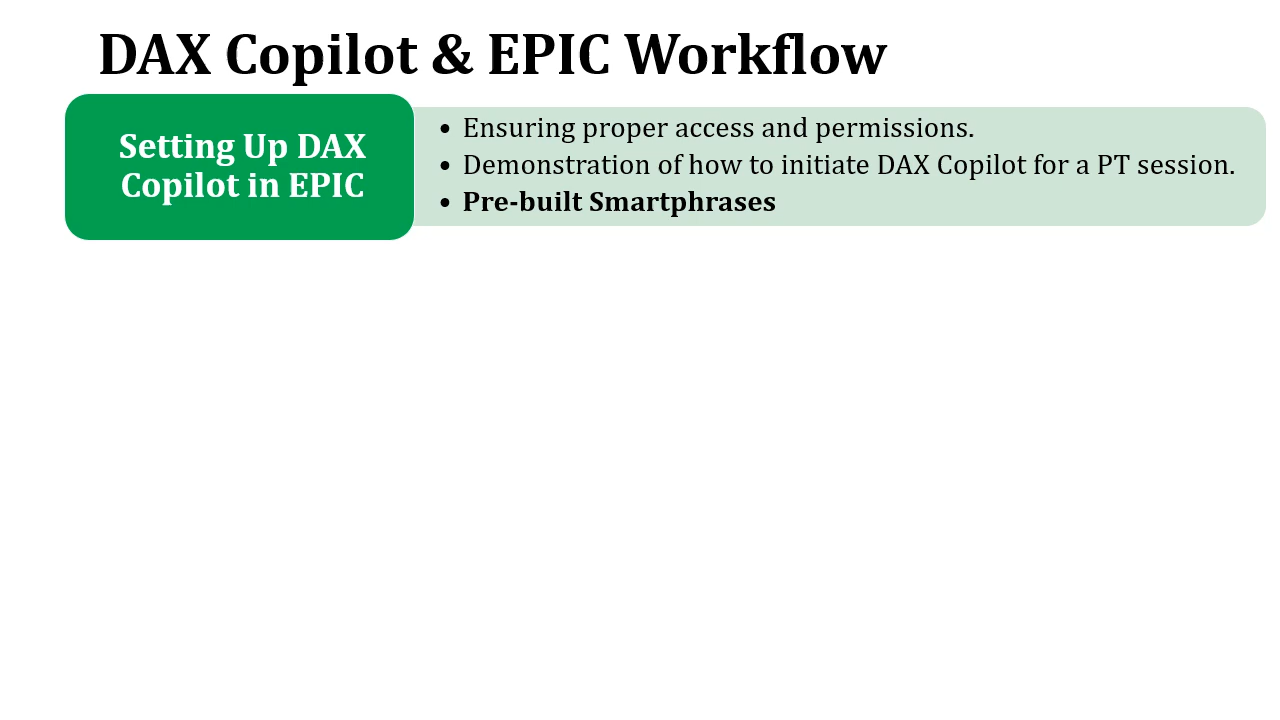 DAX Copilot & EPIC Workflow
Setting Up DAX
Copilot in EPIC
• Ensuring proper access and permissions.
• Demonstration of how to initiate DAX Copilot for a PT session.
• Pre-built Smartphrases